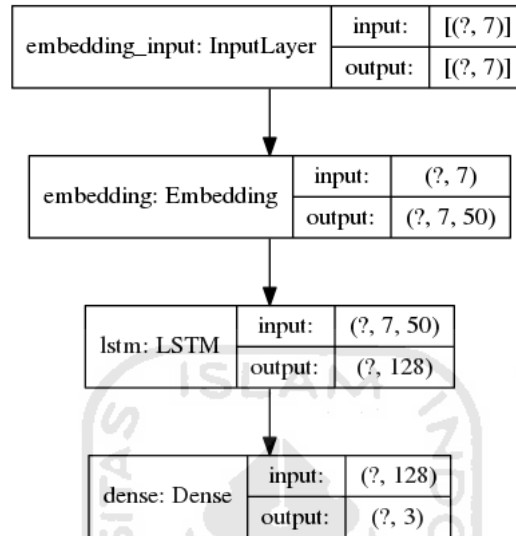 embedding_input: InputLayer
input: [(?, 7)]
output: [(?, 7)]
embedding: Embedding
input: (?, 7)
output: (?, 7, 50)
lstm: LSTM
input: (?, 7, 50)
output: (?, 128)
ISLAM
dense: Dense
input: (?, 128)
output: (?, 3)